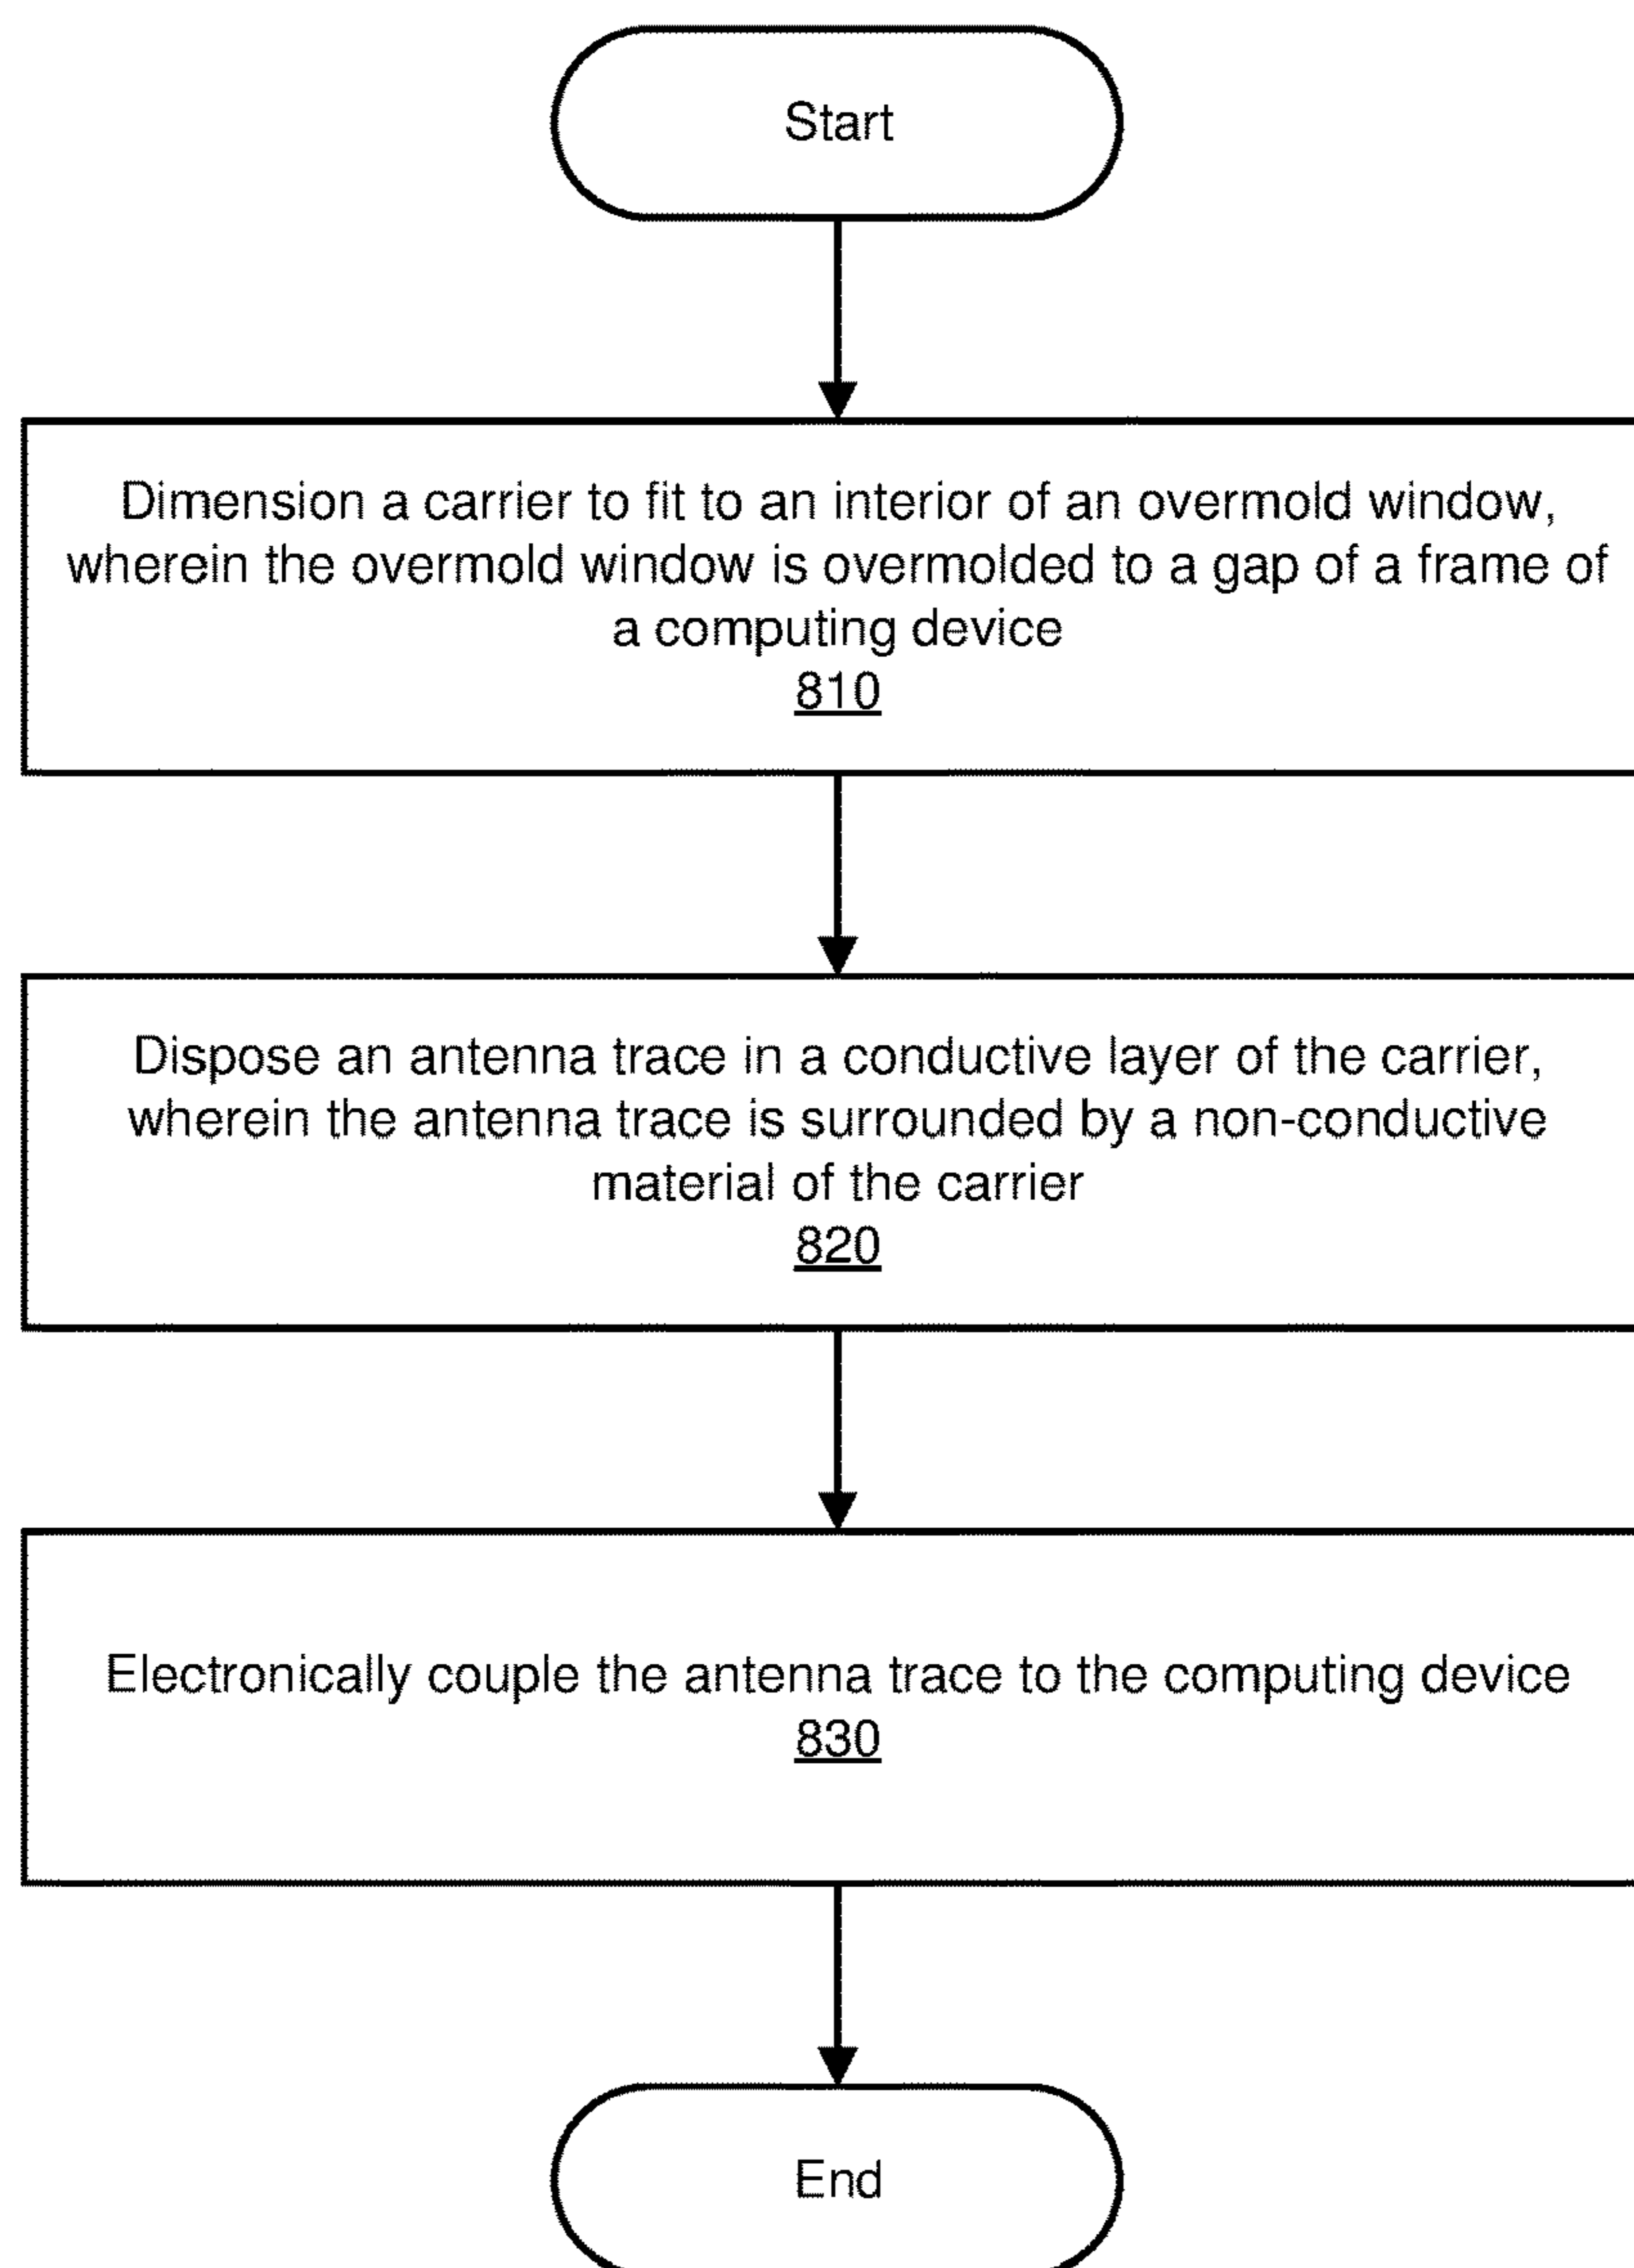 Start
Dimension a carrier to fit to an interior of an overmold window,
wherein the overmold window is overmolded to a gap of a frame of
a computing device
810
Dispose an antenna trace in a conductive layer of the carrier,
wherein the antenna trace is surrounded by a non-conductive
material of the carrier
820
Electronically couple the antenna trace to the computing device
830
End